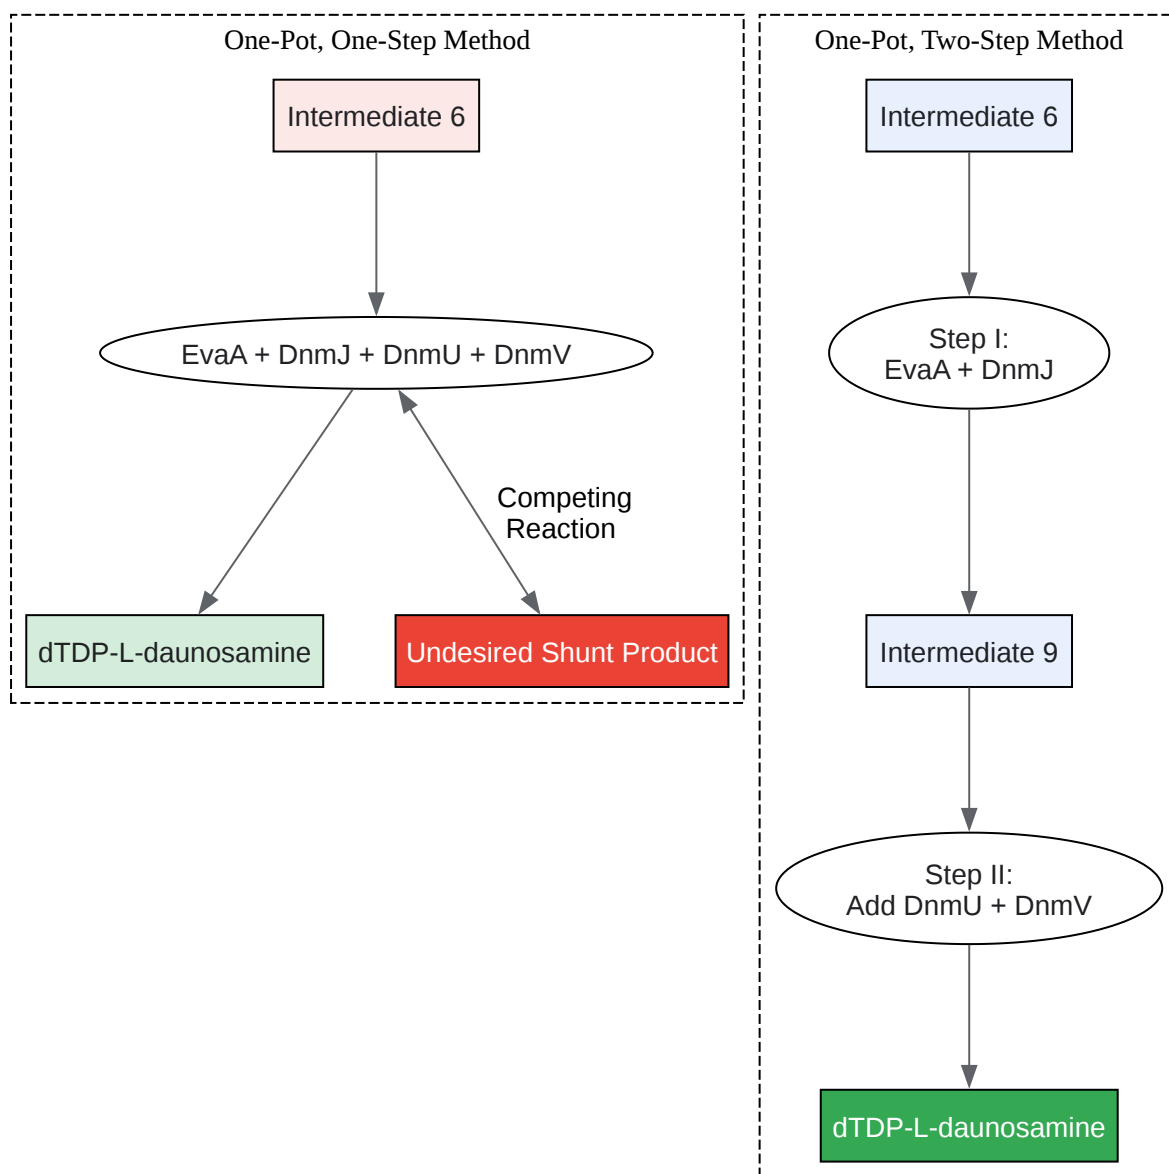 One-Pot, One-Step Method
Intermediate 6
EvaA + DnmJ + DnmU + DnmV
Competing
Reaction
dTDP-L-daunosamine
Undesired Shunt Product
One-Pot, Two-Step Method
Intermediate 6
Step I:
EvaA + DnmJ
Intermediate 9
Step II:
Add DnmU + DnmV
dTDP-L-daunosamine